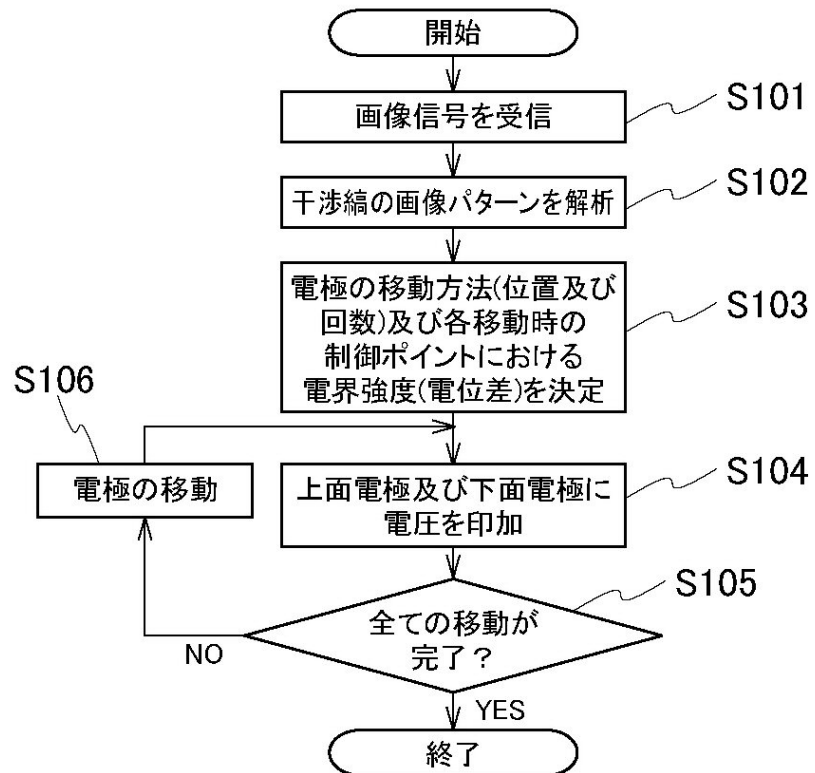 開始
画像信号を受信
S101
干渉縞の画像パターンを解析
S102
電極の移動方法(位置及び
回数)及び各移動時の
制御ポイントにおける
電界強度(電位差)を決定
S103
S106
電極の移動
上面電極及び下面電極に
電圧を印加
S104
全ての移動が
完了？
S105
NO
YES
終了